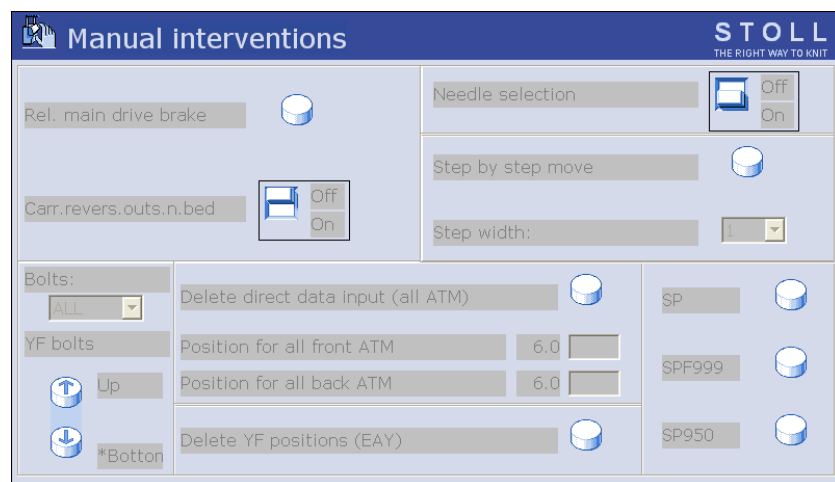 Manual interventions
STOLL
THE RIGHT WAY TO KNIT
Rel. main drive brake
Carr.revers.outs.n.bed
Off
On
Needle selection
Off
On
Step by step move
Step width:
1
Bolts:
ALL
YF bolts
Up
*Botton
Delete direct data input (all ATM)
Position for all front ATM
6.0
Position for all back ATM
6.0
Delete YF positions (EAY)
SP
SPF999
SP950